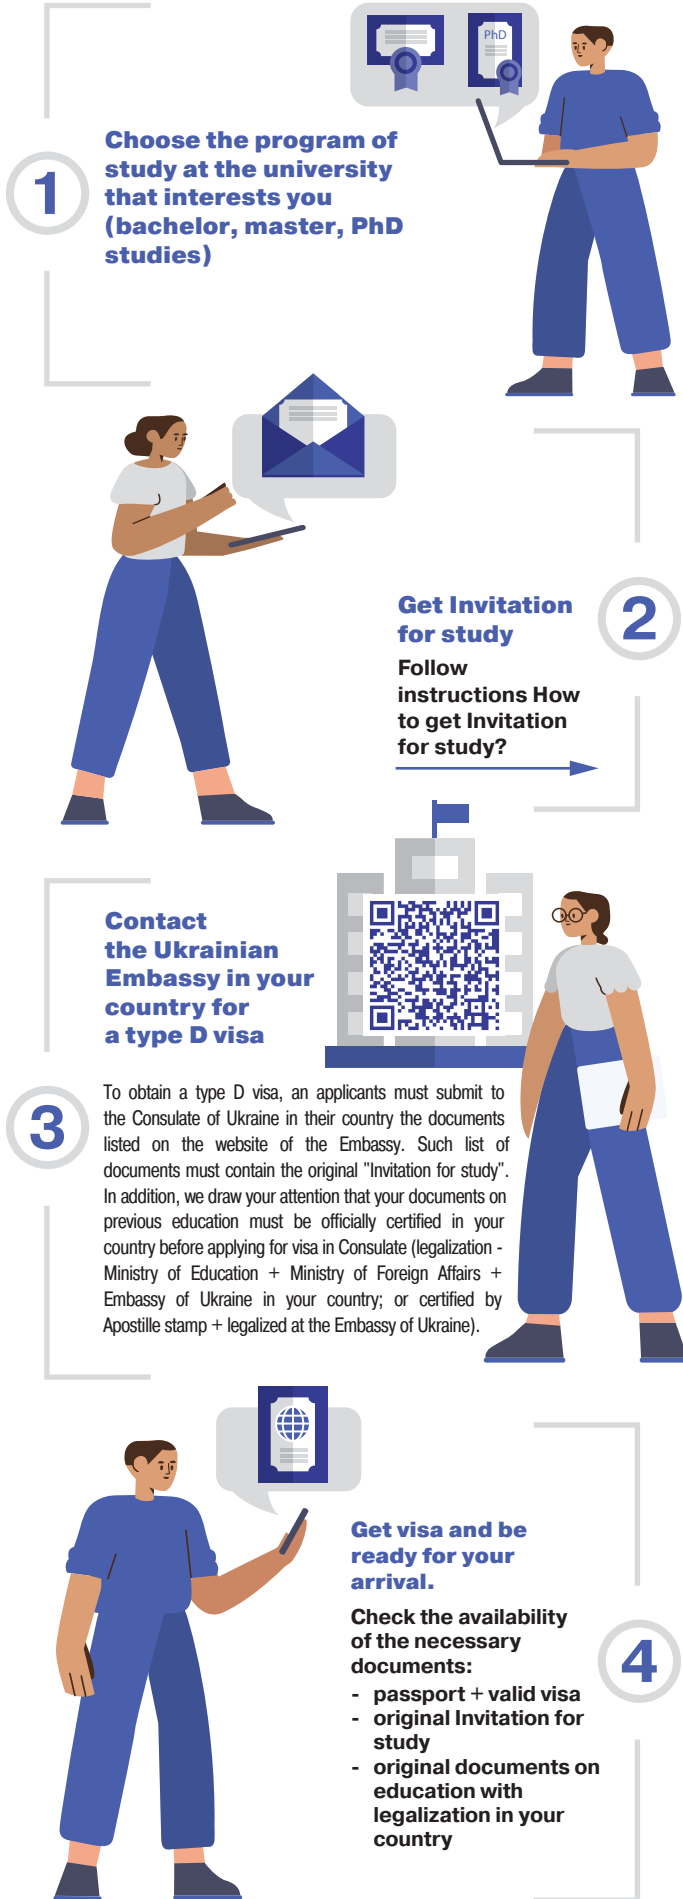 PhD
1
Choose the program of
study at the university
that interests you
(bachelor, master, PhD
studies)
2
Get Invitation
for study
Follow
instructions How
to get Invitation
for study?
Contact
the Ukrainian
Embassy in your
country for
a type D visa
3
To obtain a type D visa, an applicants must submit to
the Consulate of Ukraine in their country the documents
listed on the website of the Embassy. Such list of
documents must contain the original "Invitation for study".
In addition, we draw your attention that your documents on
previous education must be officially certified in your
country before applying for visa in Consulate (legalization -
Ministry of Education + Ministry of Foreign Affairs +
Embassy of Ukraine in your country; or certified by
Apostille stamp + legalized at the Embassy of Ukraine).
Get visa and be
ready for your
arrival.
4
Check the availability
of the necessary
documents:
- passport + valid visa
- original Invitation for
study
- original documents on
education with
legalization in your
country